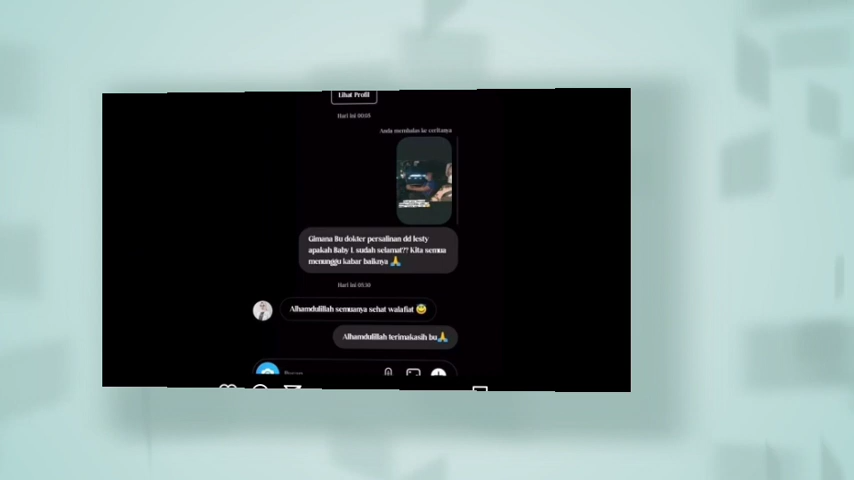 Lihat Profil
Hari ini 00:05
Anda membalas ke ceritanya
Gimana Bu dokter persalinan dd lesty
apakah Baby L sudah selamat?? Kita semua
menunggu kabar baiknya 🙏
Hari ini 05:30
Alhamdulillah semuanya sehat walafiat 😇
Alhamdulillah terimakasih bu🙏